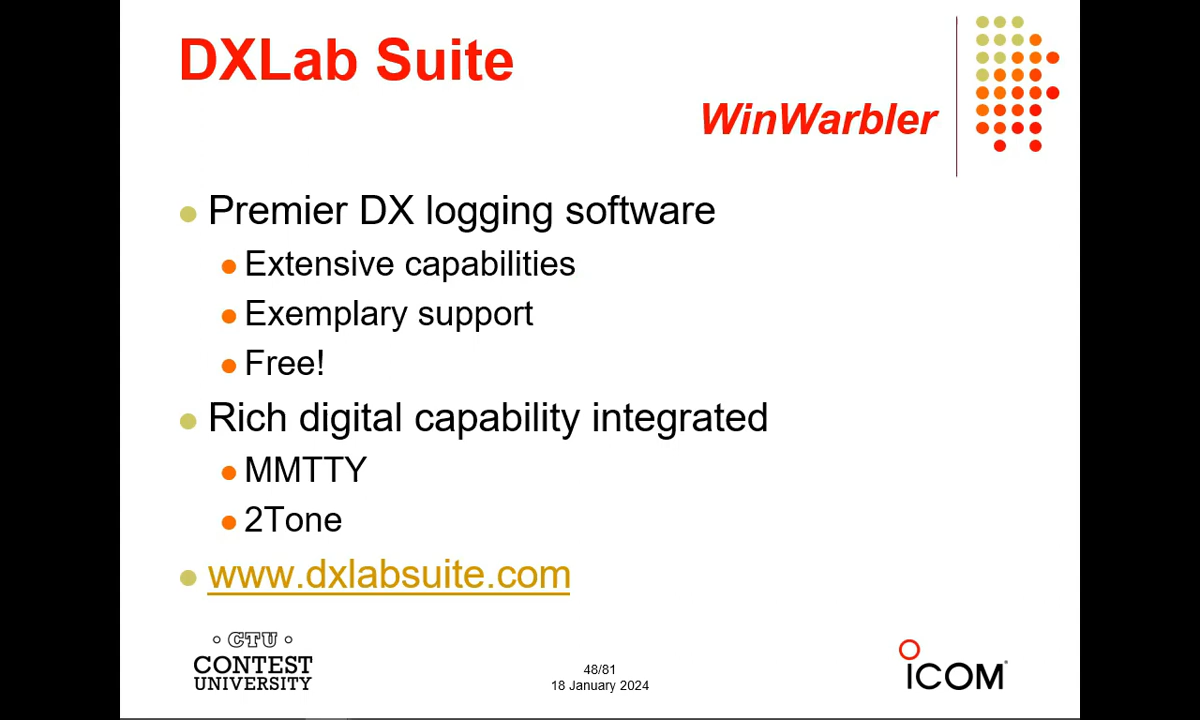 DXLab Suite
WinWarbler
Premier DX logging software
Extensive capabilities
Exemplary support
Free!
Rich digital capability integrated
MMTTY
2Tone
www.dxlabsuite.com
CTU
CONTEST
UNIVERSITY
48/81
18 January 2024
ICOM